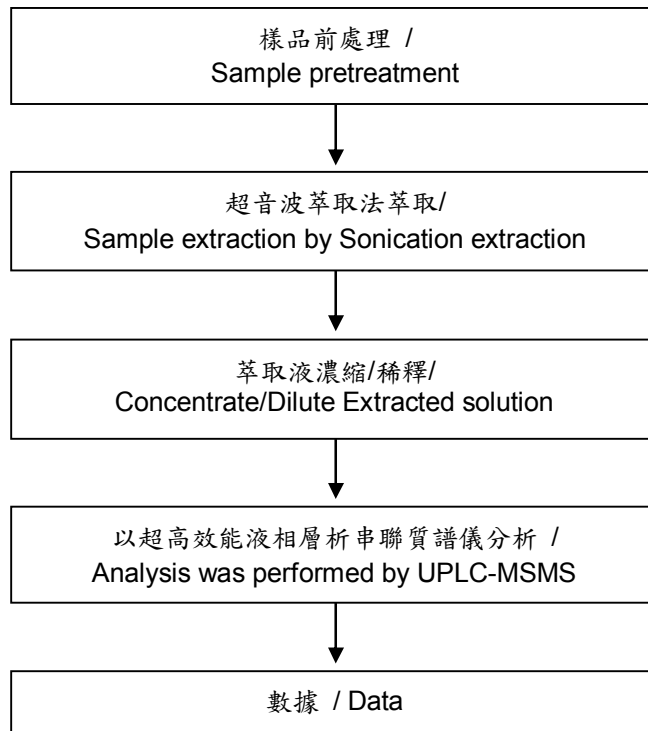 樣品前處理 /
Sample pretreatment
超音波萃取法萃取/
Sample extraction by Sonication extraction
萃取液濃縮/稀釋/
Concentrate/Dilute Extracted solution
以超高效能液相層析串聯質譜儀分析 /
Analysis was performed by UPLC-MSMS
數據 / Data